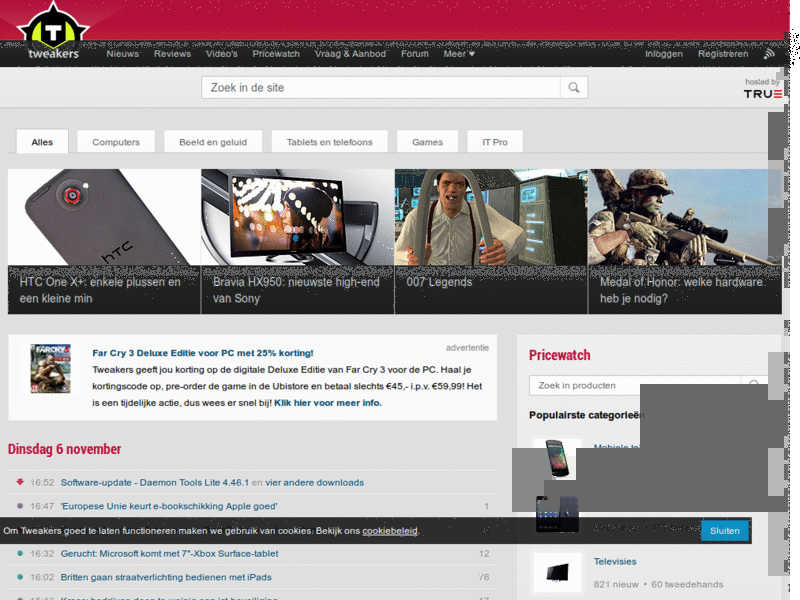 tweakers
Nieuws Reviews Video's Pricewatch Vraag & Aanbod Forum Meer Inloggen Registreren
Zoek in de site
hosted by
TRUE
Alles Computers Beeld en geluid Tablets en telefoons Games IT Pro
HTC One X+: enkele plussen en
een kleine min
Bravia HX950: nieuwste high-end
van Sony
007 Legends
Medal of Honor: welke hardware
heb je nodig?
advertentie
Far Cry 3 Deluxe Editie voor PC met 25% korting!
Tweakers geeft jou korting op de digitale Deluxe Editie van Far Cry 3 voor de PC. Haal je
kortingscode op, pre-order de game in de Ubistore en betaal slechts €45,- i.p.v. €59,99! Het
is een tijdelijke actie, dus wees er snel bij! Klik hier voor meer info.
Pricewatch
Zoek in producten
Populairste categorieën
Dinsdag 6 november
16:52 Software-update - Daemon Tools Lite 4.46.1 en vier andere downloads
16:47 'Europese Unie keurt e-bookschikking Apple goed' 1
Om Tweakers goed te laten functioneren maken we gebruik van cookies. Bekijk ons cookiebeleid. Sluiten
16:32 Gerucht: Microsoft komt met 7"-Xbox Surface-tablet 12
16:02 Britten gaan straatverlichting bedienen met iPads 76
Televisies
821 nieuw • 60 tweedehands